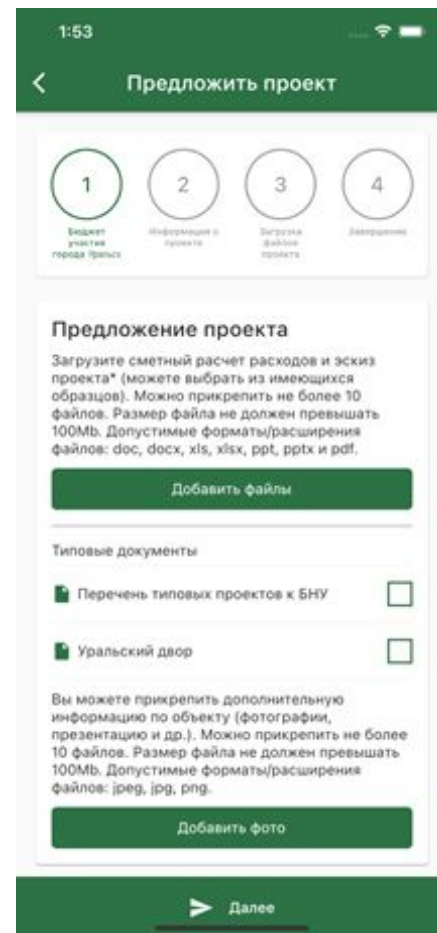 1:53
Предложить проект
1
2
3
4
Бюджет
участия
города Уральск
Информация о
проекте
Загрузка
файлов
проекта
Завершение
Предложение проекта
Загрузите сметный расчет расходов и эскиз
проекта* (можете выбрать из имеющихся
образцов). Можно прикрепить не более 10
файлов. Размер файла не должен превышать
100Mb. Допустимые форматы/расширения
файлов: doc, docx, xls, xlsx, ppt, pptx и pdf.
Добавить файлы
Типовые документы
Перечень типовых проектов к БНУ
Уральский двор
Вы можете прикрепить дополнительную
информацию по объекту (фотографии,
презентацию и др.). Можно прикрепить не более
10 файлов. Размер файла не должен превышать
100Mb. Допустимые форматы/расширения
файлов: jpeg, jpg, png.
Добавить фото
Далее